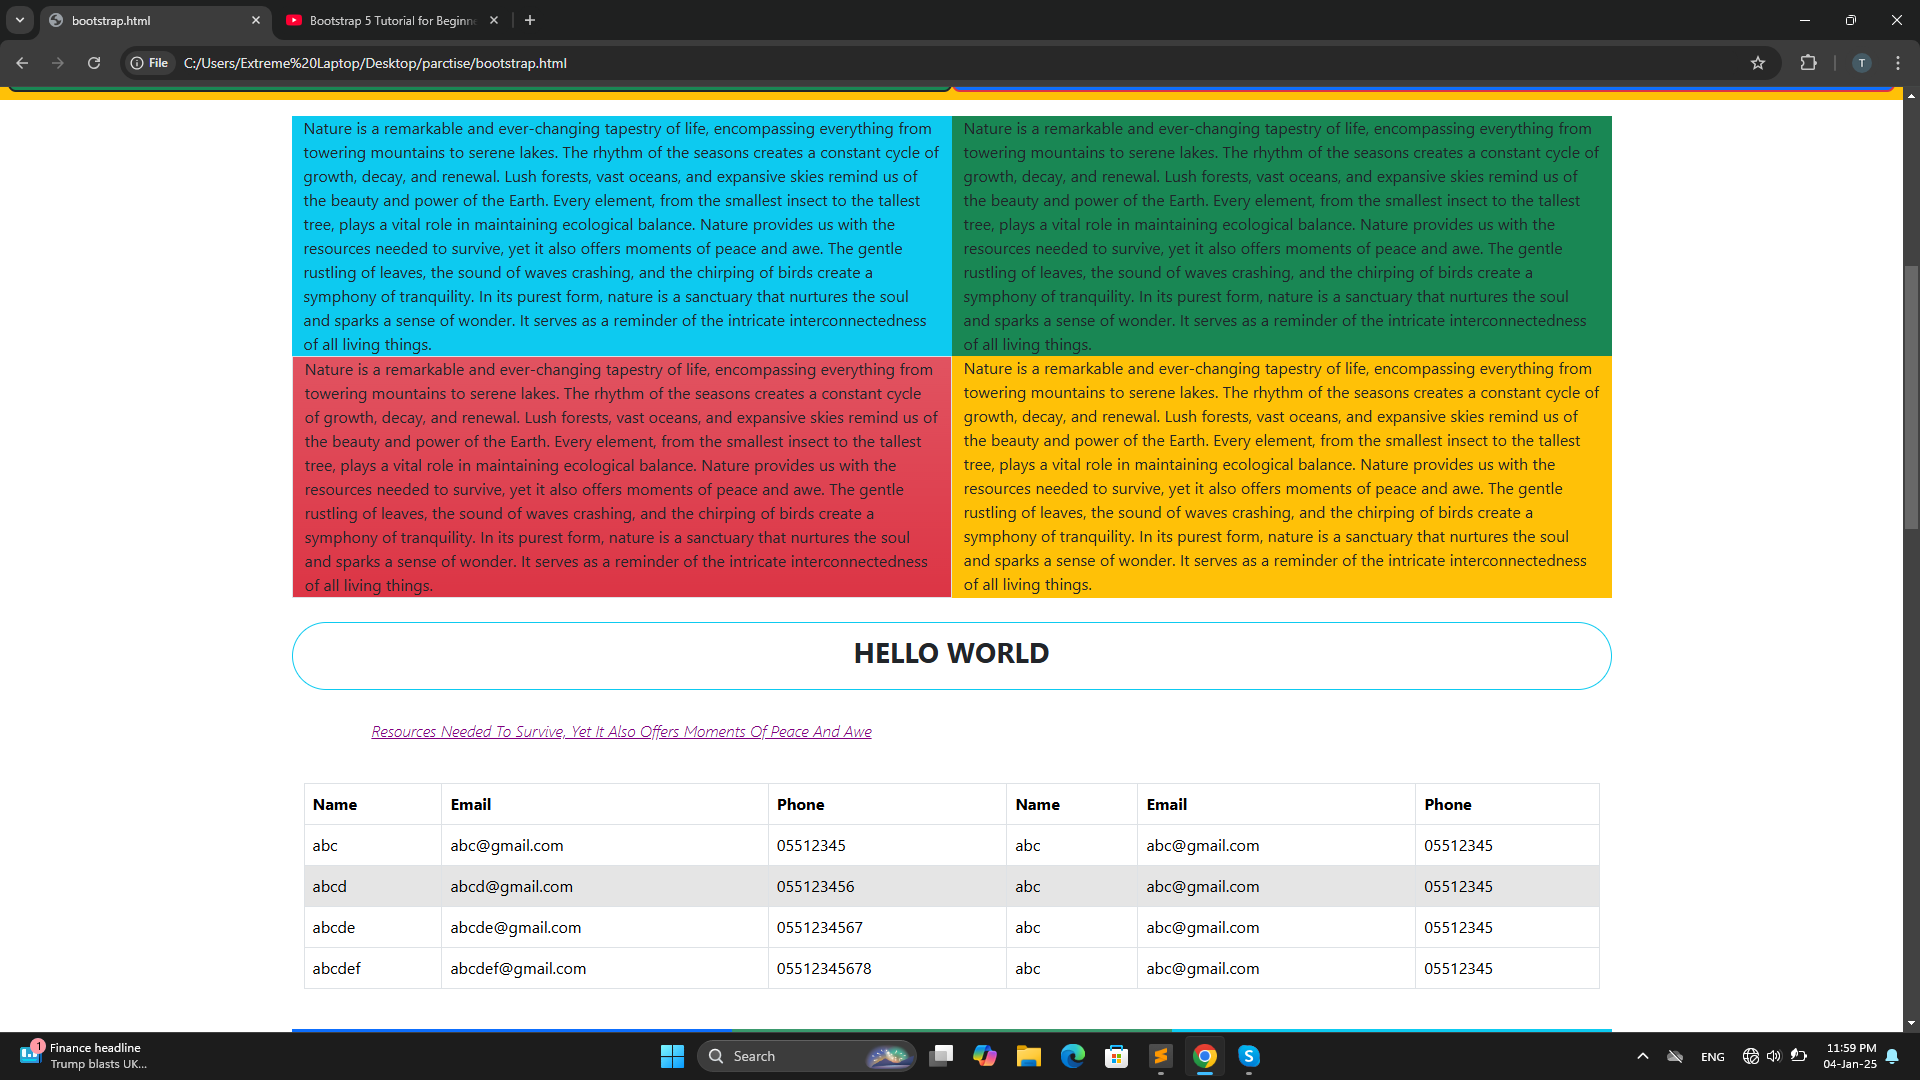 bootstrap.html
Bootstrap 5 Tutorial for Beginne
File
C:/Users/Extreme%20Laptop/Desktop/parctise/bootstrap.html
T
Nature is a remarkable and ever-changing tapestry of life, encompassing everything from
towering mountains to serene lakes. The rhythm of the seasons creates a constant cycle of
growth, decay, and renewal. Lush forests, vast oceans, and expansive skies remind us of
the beauty and power of the Earth. Every element, from the smallest insect to the tallest
tree, plays a vital role in maintaining ecological balance. Nature provides us with the
resources needed to survive, yet it also offers moments of peace and awe. The gentle
rustling of leaves, the sound of waves crashing, and the chirping of birds create a
symphony of tranquility. In its purest form, nature is a sanctuary that nurtures the soul
and sparks a sense of wonder. It serves as a reminder of the intricate interconnectedness
of all living things.
Nature is a remarkable and ever-changing tapestry of life, encompassing everything from
towering mountains to serene lakes. The rhythm of the seasons creates a constant cycle of
growth, decay, and renewal. Lush forests, vast oceans, and expansive skies remind us of
the beauty and power of the Earth. Every element, from the smallest insect to the tallest
tree, plays a vital role in maintaining ecological balance. Nature provides us with the
resources needed to survive, yet it also offers moments of peace and awe. The gentle
rustling of leaves, the sound of waves crashing, and the chirping of birds create a
symphony of tranquility. In its purest form, nature is a sanctuary that nurtures the soul
and sparks a sense of wonder. It serves as a reminder of the intricate interconnectedness
of all living things.
Nature is a remarkable and ever-changing tapestry of life, encompassing everything from
towering mountains to serene lakes. The rhythm of the seasons creates a constant cycle
of growth, decay, and renewal. Lush forests, vast oceans, and expansive skies remind us of
the beauty and power of the Earth. Every element, from the smallest insect to the tallest
tree, plays a vital role in maintaining ecological balance. Nature provides us with the
resources needed to survive, yet it also offers moments of peace and awe. The gentle
rustling of leaves, the sound of waves crashing, and the chirping of birds create a
symphony of tranquility. In its purest form, nature is a sanctuary that nurtures the soul
and sparks a sense of wonder. It serves as a reminder of the intricate interconnectedness
of all living things.
Nature is a remarkable and ever-changing tapestry of life, encompassing everything from
towering mountains to serene lakes. The rhythm of the seasons creates a constant cycle of
growth, decay, and renewal. Lush forests, vast oceans, and expansive skies remind us of
the beauty and power of the Earth. Every element, from the smallest insect to the tallest
tree, plays a vital role in maintaining ecological balance. Nature provides us with the
resources needed to survive, yet it also offers moments of peace and awe. The gentle
rustling of leaves, the sound of waves crashing, and the chirping of birds create a
symphony of tranquility. In its purest form, nature is a sanctuary that nurtures the soul
and sparks a sense of wonder. It serves as a reminder of the intricate interconnectedness
of all living things.
HELLO WORLD
Resources Needed To Survive, Yet It Also Offers Moments Of Peace And Awe
Name Email Phone Name Email Phone
abc abc@gmail.com 05512345 abc abc@gmail.com 05512345
abcd abcd@gmail.com 055123456 abc abc@gmail.com 05512345
abcde abcde@gmail.com 0551234567 abc abc@gmail.com 05512345
abcdef abcdef@gmail.com 05512345678 abc abc@gmail.com 05512345
1
Finance headline
Trump blasts UK...
Search
S
ENG
11:59 PM
04-Jan-25